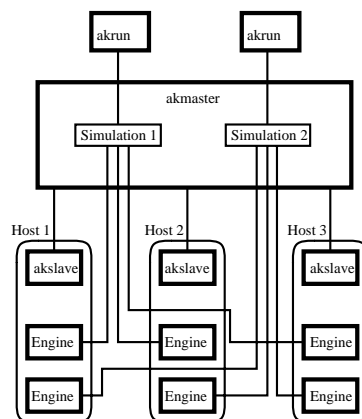 akrun akrun
akmaster
Simulation 1 Simulation 2
Host 1 Host 2 Host 3
akslave akslave akslave
Engine Engine Engine
Engine Engine Engine